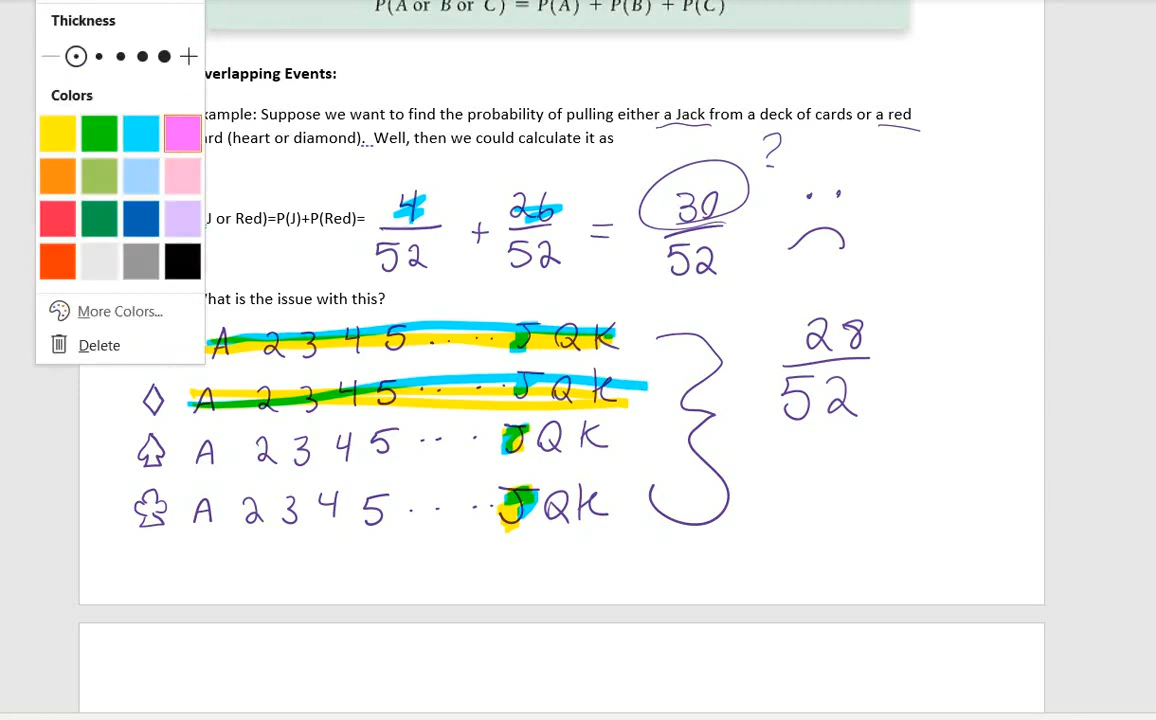 P(A or B or C) = P(A) + P(B) + P(C)
Thickness
Colors
verlapping Events:
xample: Suppose we want to find the probability of pulling either a Jack from a deck of cards or a red
rd (heart or diamond). Well, then we could calculate it as
?
J or Red)=P(J)+P(Red)= 4/52 + 26/52 = 30/52
hat is the issue with this?
More Colors...
Delete
A 2 3 4 5 .... J Q K
◇ A 2 3 4 5 .... J Q K
♤ A 2 3 4 5 ... J Q K
♧ A 2 3 4 5 .... J Q K
28/52